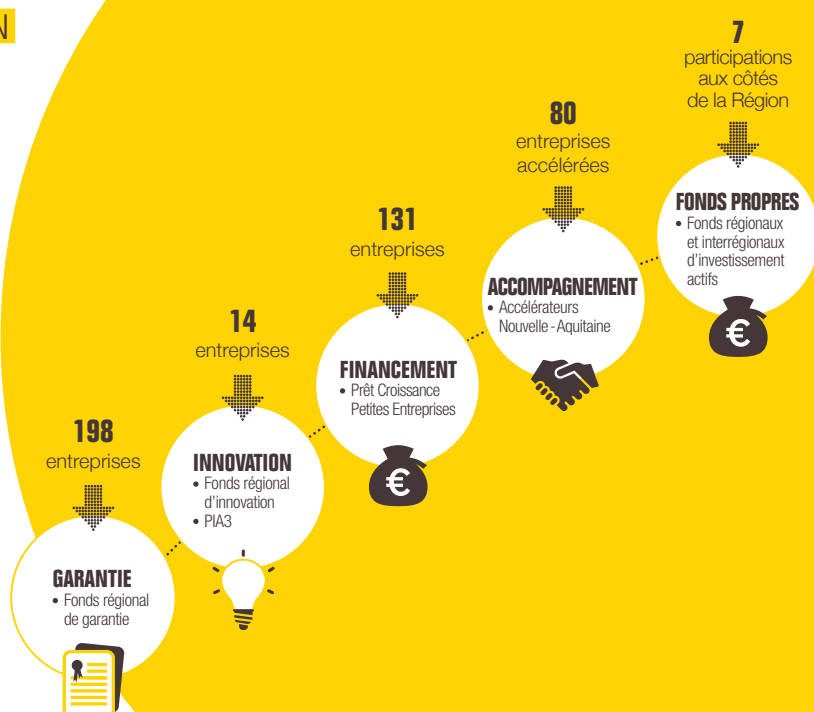 N
7
participations
aux côtés
de la Région
80
entreprises
accélérées
FONDS PROPRES
• Fonds régionaux
et interrégionaux
d'investissement
actifs
€
131
entreprises
ACCOMPAGNEMENT
• Accélérateurs
Nouvelle-Aquitaine
14
entreprises
FINANCEMENT
• Prêt Croissance
Petites Entreprises
€
198
entreprises
INNOVATION
• Fonds régional
d'innovation
• PIA3
GARANTIE
• Fonds régional
de garantie